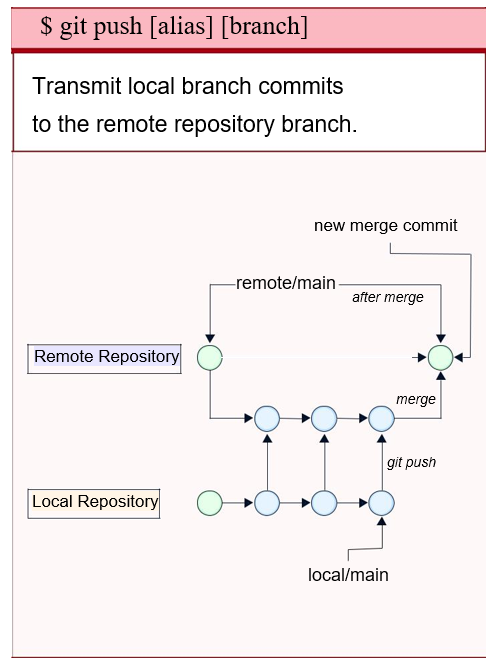 $ git push [alias] [branch]
Transmit local branch commits
to the remote repository branch.
new merge commit
remote/main
after merge
Remote Repository
merge
git push
Local Repository
local/main